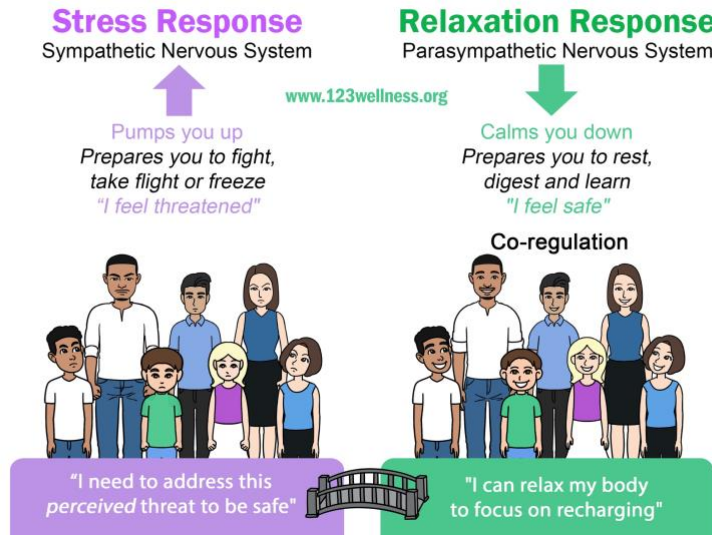 Stress Response
Sympathetic Nervous System
Pumps you up
Prepares you to fight,
take flight or freeze
“I feel threatened"
www.123wellness.org
Relaxation Response
Parasympathetic Nervous System
Calms you down
Prepares you to rest,
digest and learn
"I feel safe"
Co-regulation
“I need to address this
perceived threat to be safe"
"I can relax my body
to focus on recharging"